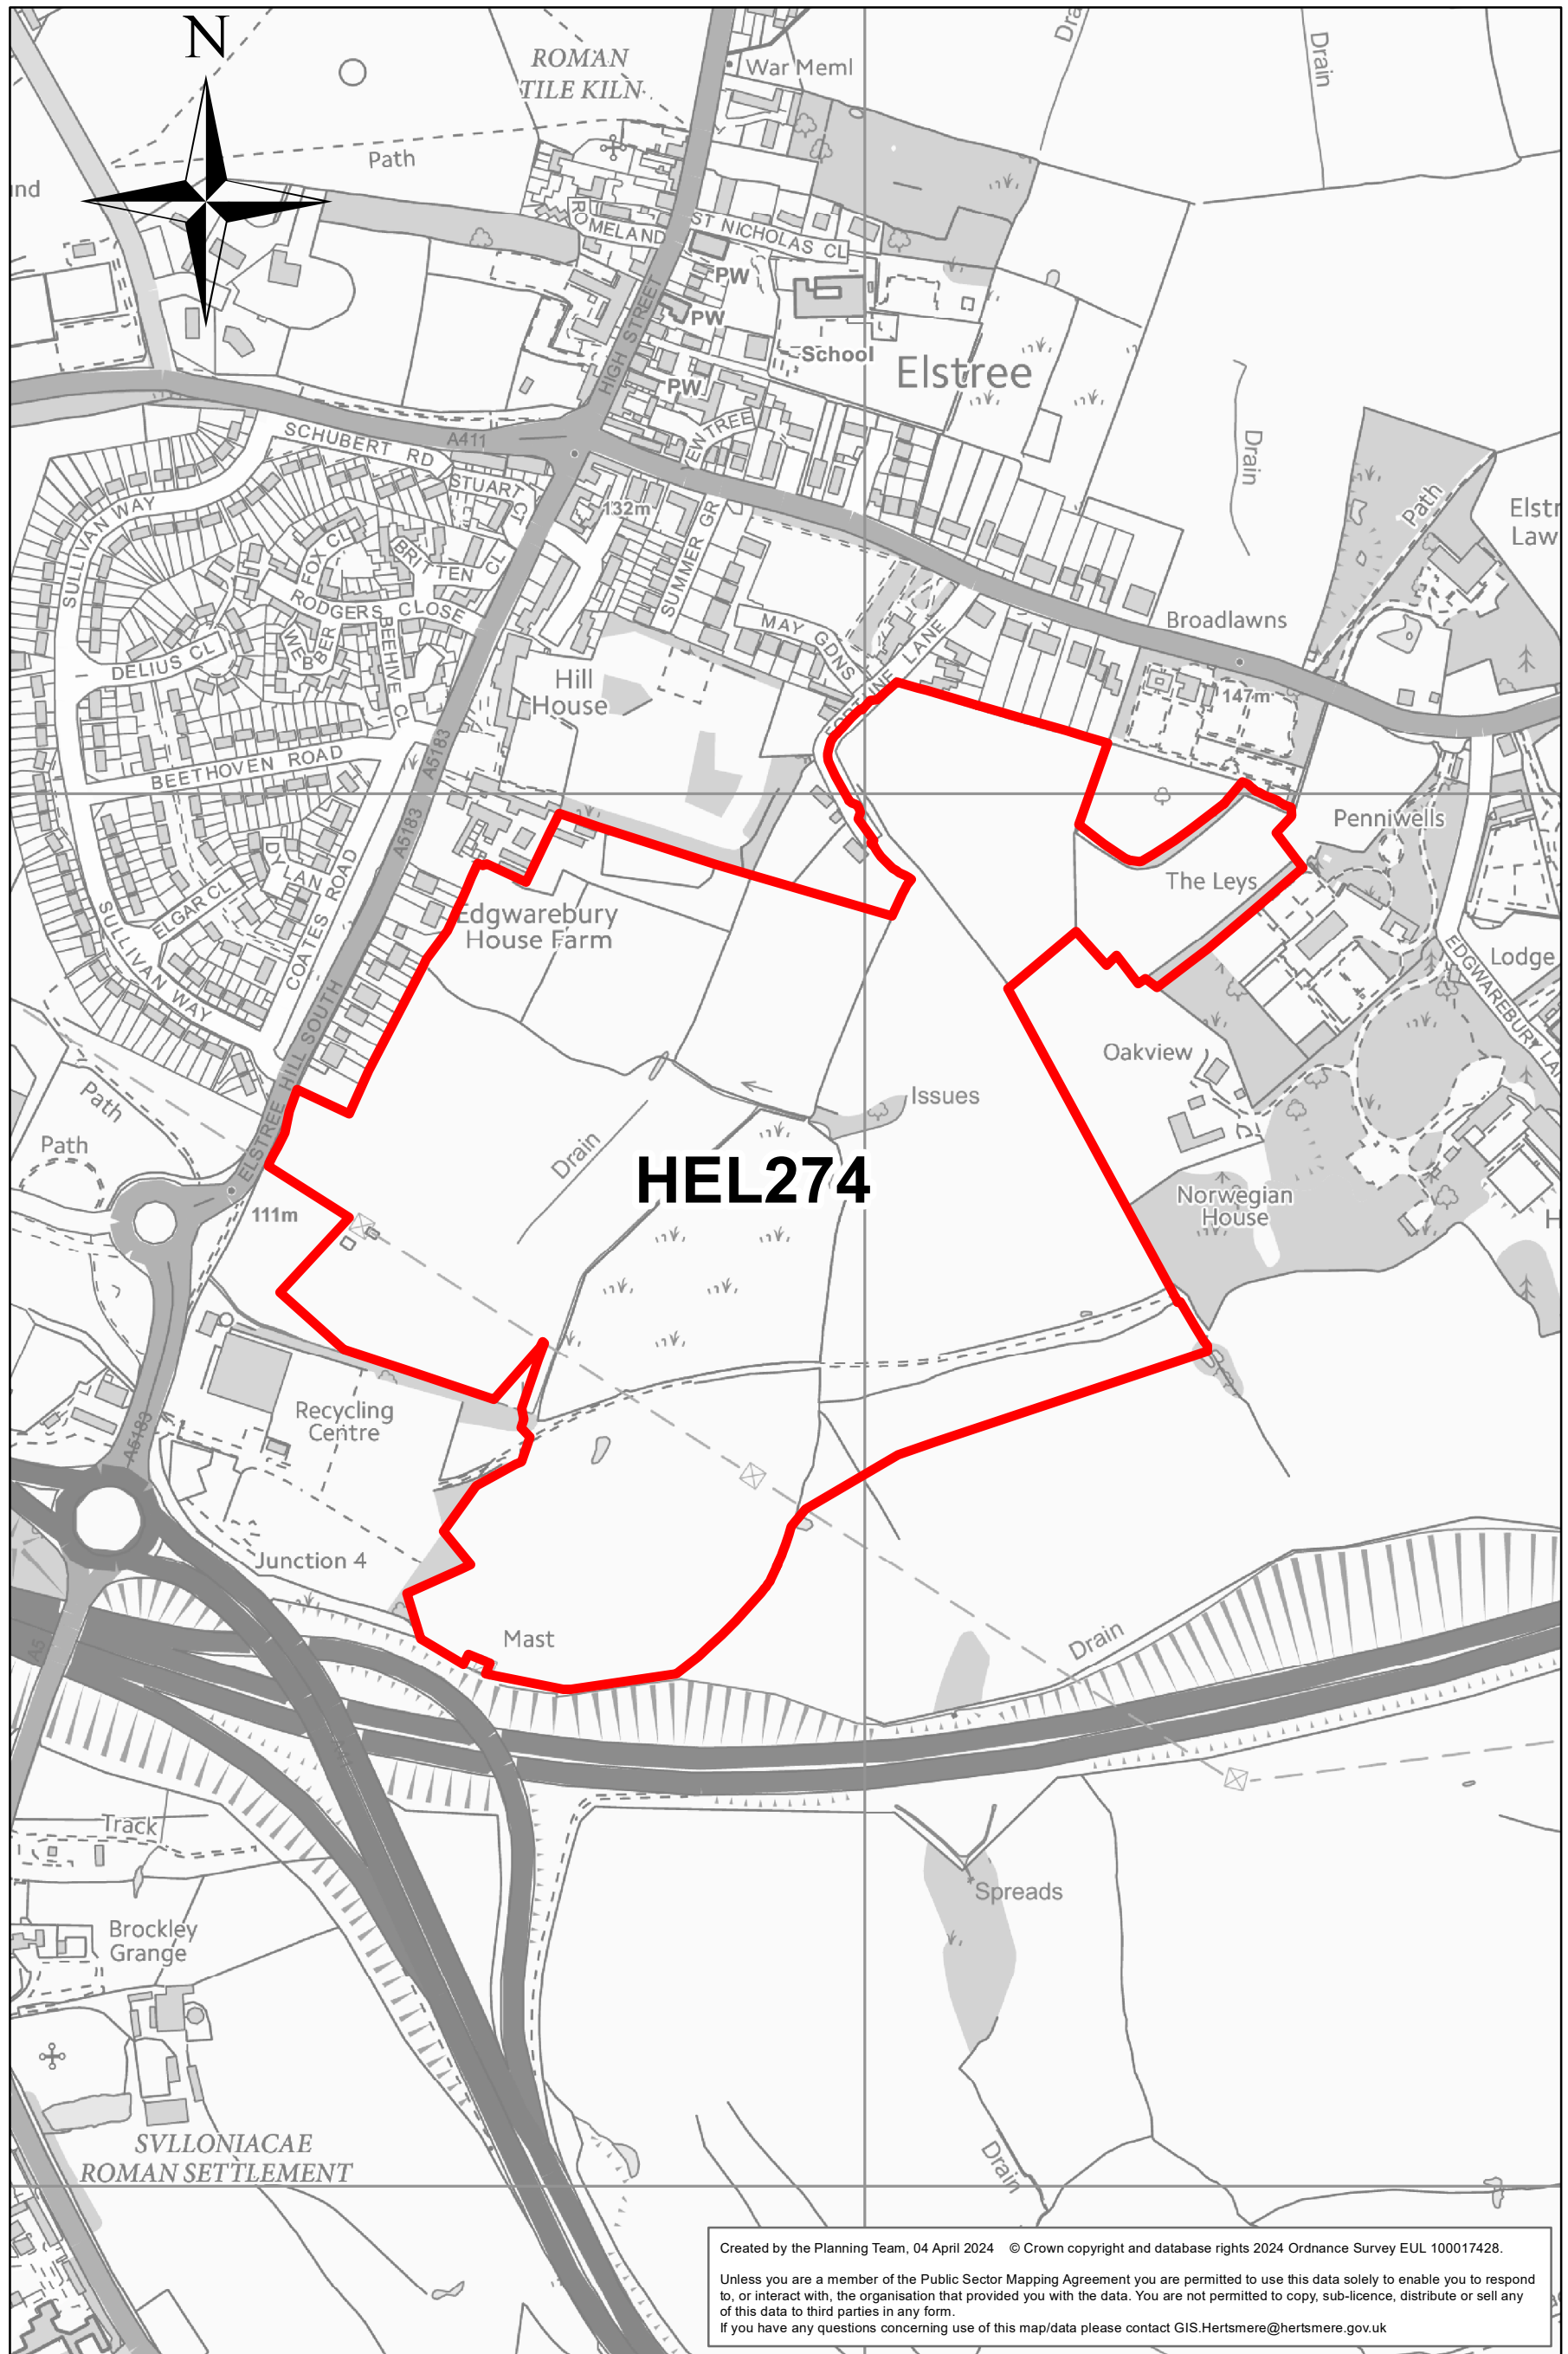 N
ROMAN
TILE KILN
War Meml
Drain
Path
ROMELAND
ST NICHOLAS CL
PW
PW
PW
HIGH STREET
School
Elstree
SCHUBERT RD
A411
EW TREE
STUART CT
132m
SUMMER GR
Drain
Path
SULLIVAN WAY
FOX CL
BRITTEN CL
RODGERS CLOSE
WEBBER
BEEHIVE CL
DELIUS CL
MAY GDNS
LANE
Broadlawns
147m
Hill
House
BEETHOVEN ROAD
A5183
A5183
Penniwells
The Leys
ELGAR CL
COATES ROAD
SULLIVAN WAY
Edgwarebury
House Farm
Lodge
EDGWAREBURY
ELSTREE HILL SOUTH
Oakview
Path
Path
Issues
Drain
HEL274
Norwegian
House
111m
Recycling
Centre
A5183
Junction 4
Mast
Drain
A5
Track
Spreads
Brockley
Grange
SVLLONIACAE
ROMAN SETTLEMENT
Drain
Created by the Planning Team, 04 April 2024 © Crown copyright and database rights 2024 Ordnance Survey EUL 100017428.
Unless you are a member of the Public Sector Mapping Agreement you are permitted to use this data solely to enable you to respond
to, or interact with, the organisation that provided you with the data. You are not permitted to copy, sub-licence, distribute or sell any
of this data to third parties in any form.
If you have any questions concerning use of this map/data please contact GIS.Hertsmere@hertsmere.gov.uk